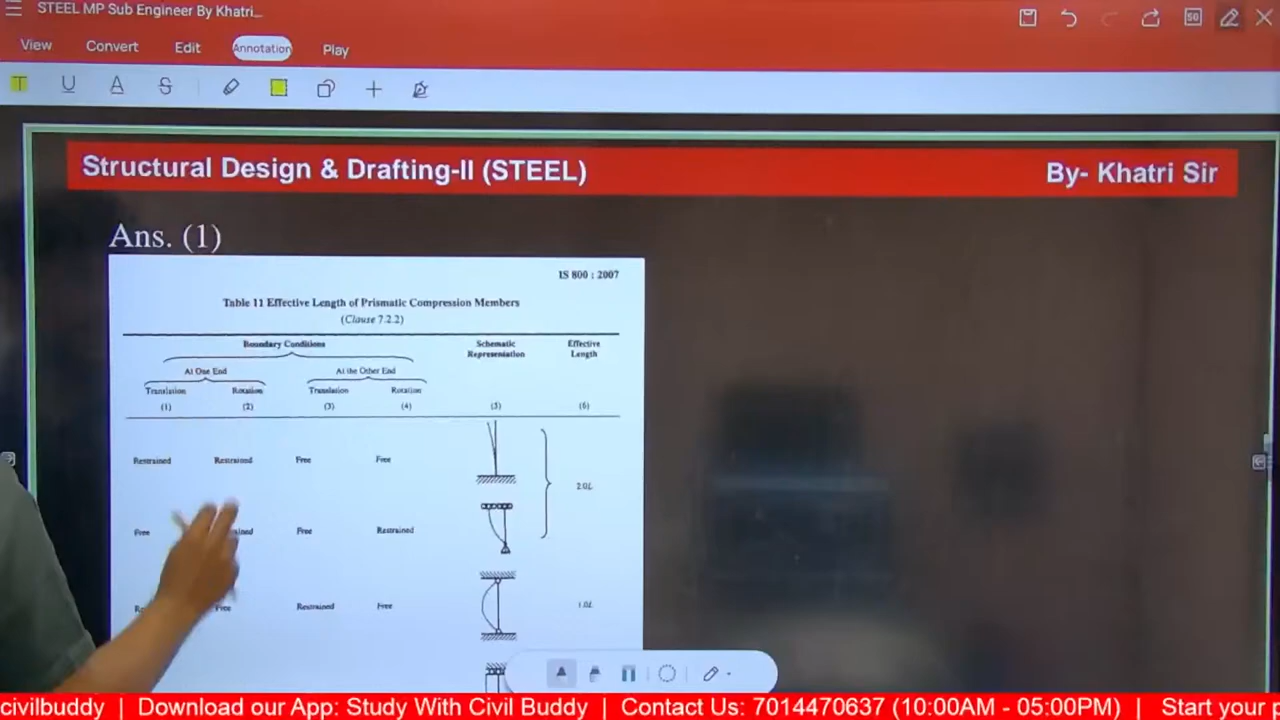 STEEL MP Sub Engineer By Khatri...
View Convert Edit Annotation Play
50
Structural Design & Drafting-II (STEEL) By- Khatri Sir
Ans. (1)
IS 800 : 2007
Table 11 Effective Length of Prismatic Compression Members
(Clause 7.2.2)
Boundary Conditions
Schematic Representation
Effective Length
At One End At the Other End
Translation Rotation Translation Rotation
(1) (2) (3) (4) (5) (6)
Restrained Restrained Free Free
2.0L
Free Restrained
Free
Free Restrained Free 1.0L
civilbuddy | Download our App: Study With Civil Buddy | Contact Us: 7014470637 (10:00AM - 05:00PM) | Start your